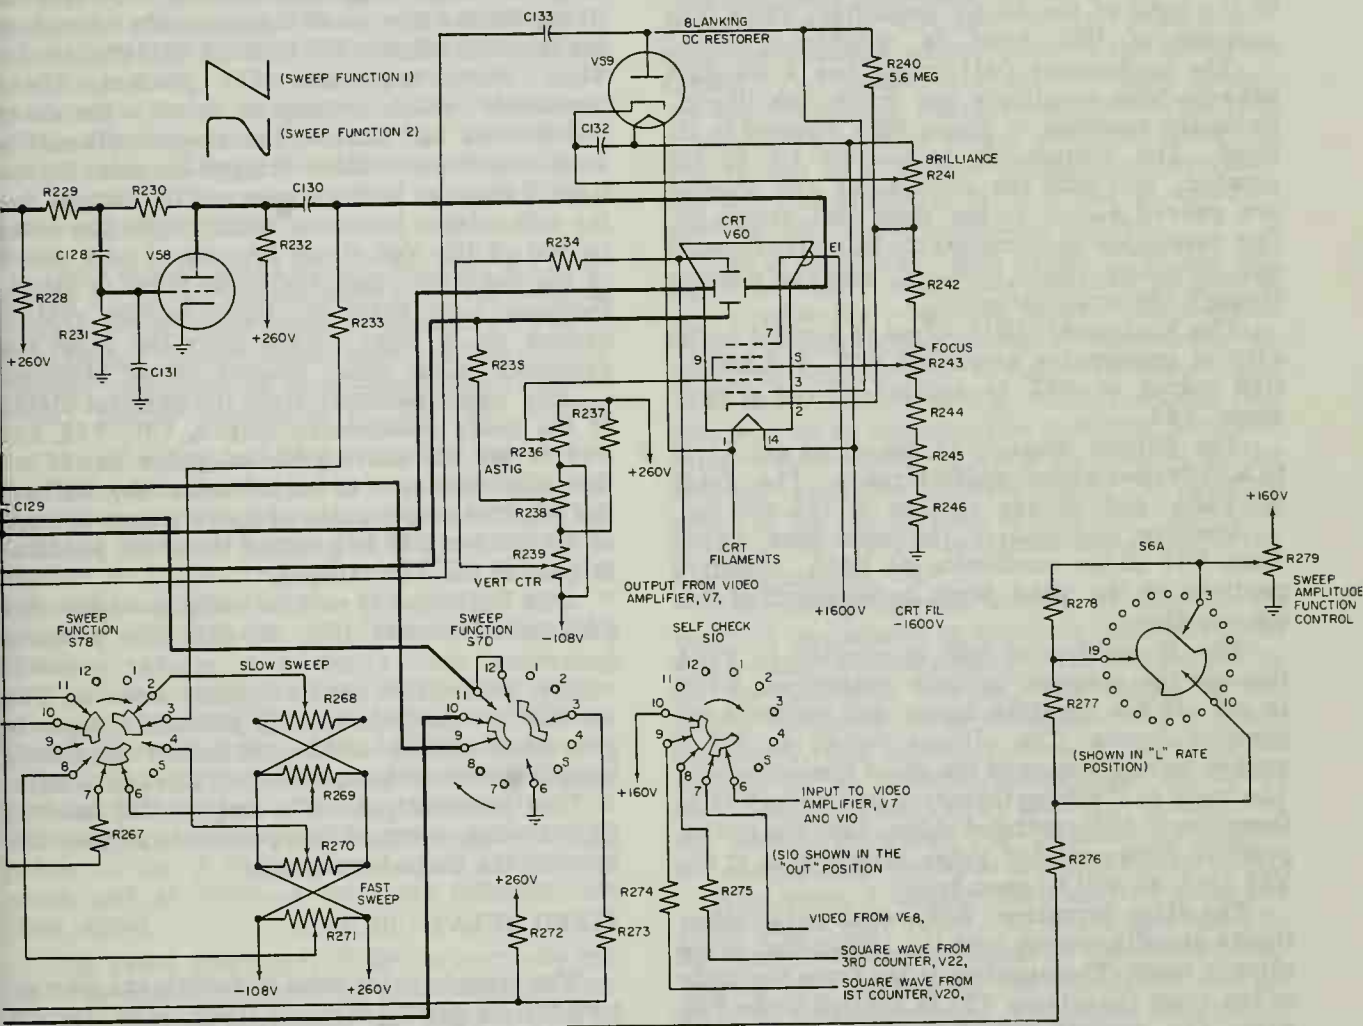 C133
BLANKING
DC RESTORER
V59
R240
5.6 MEG
(SWEEP FUNCTION 1)
(SWEEP FUNCTION 2)
C132
BRILLIANCE
R241
R229
R230
C130
CRT
V60
E1
R234
C128
V58
R232
R228
R231
+260V
+260V
C131
R233
R242
7
FOCUS
R243
9
5
3
2
R235
R237
R236
R244
1
14
ASTIG
+260V
R245
R238
C129
R246
+160V
R239
VERT CTR
CRT
FILAMENTS
S6A
R279
OUTPUT FROM VIDEO
AMPLIFIER, V7,
+1600V
CRT FIL
-1600V
R278
3
SWEEP
AMPLITUDE
FUNCTION
CONTROL
SWEEP
FUNCTION
S7B
SWEEP
FUNCTION
S7D
-108V
SELF CHECK
S10
19
SLOW SWEEP
12
1
2
3
4
5
6
7
8
9
10
11
R268
R269
R267
R270
FAST
SWEEP
R271
-108V
+260V
12
1
2
3
4
5
6
7
8
9
10
11
+260V
R272
R273
12
1
2
3
4
5
6
7
8
9
10
11
+160V
R277
10
(SHOWN IN "L" RATE
POSITION)
INPUT TO VIDEO
AMPLIFIER, V7
AND V10
(S10 SHOWN IN THE
"OUT" POSITION
R276
R274
R275
VIDEO FROM VE8,
SQUARE WAVE FROM
3RD COUNTER, V22,
SQUARE WAVE FROM
1ST COUNTER, V20,